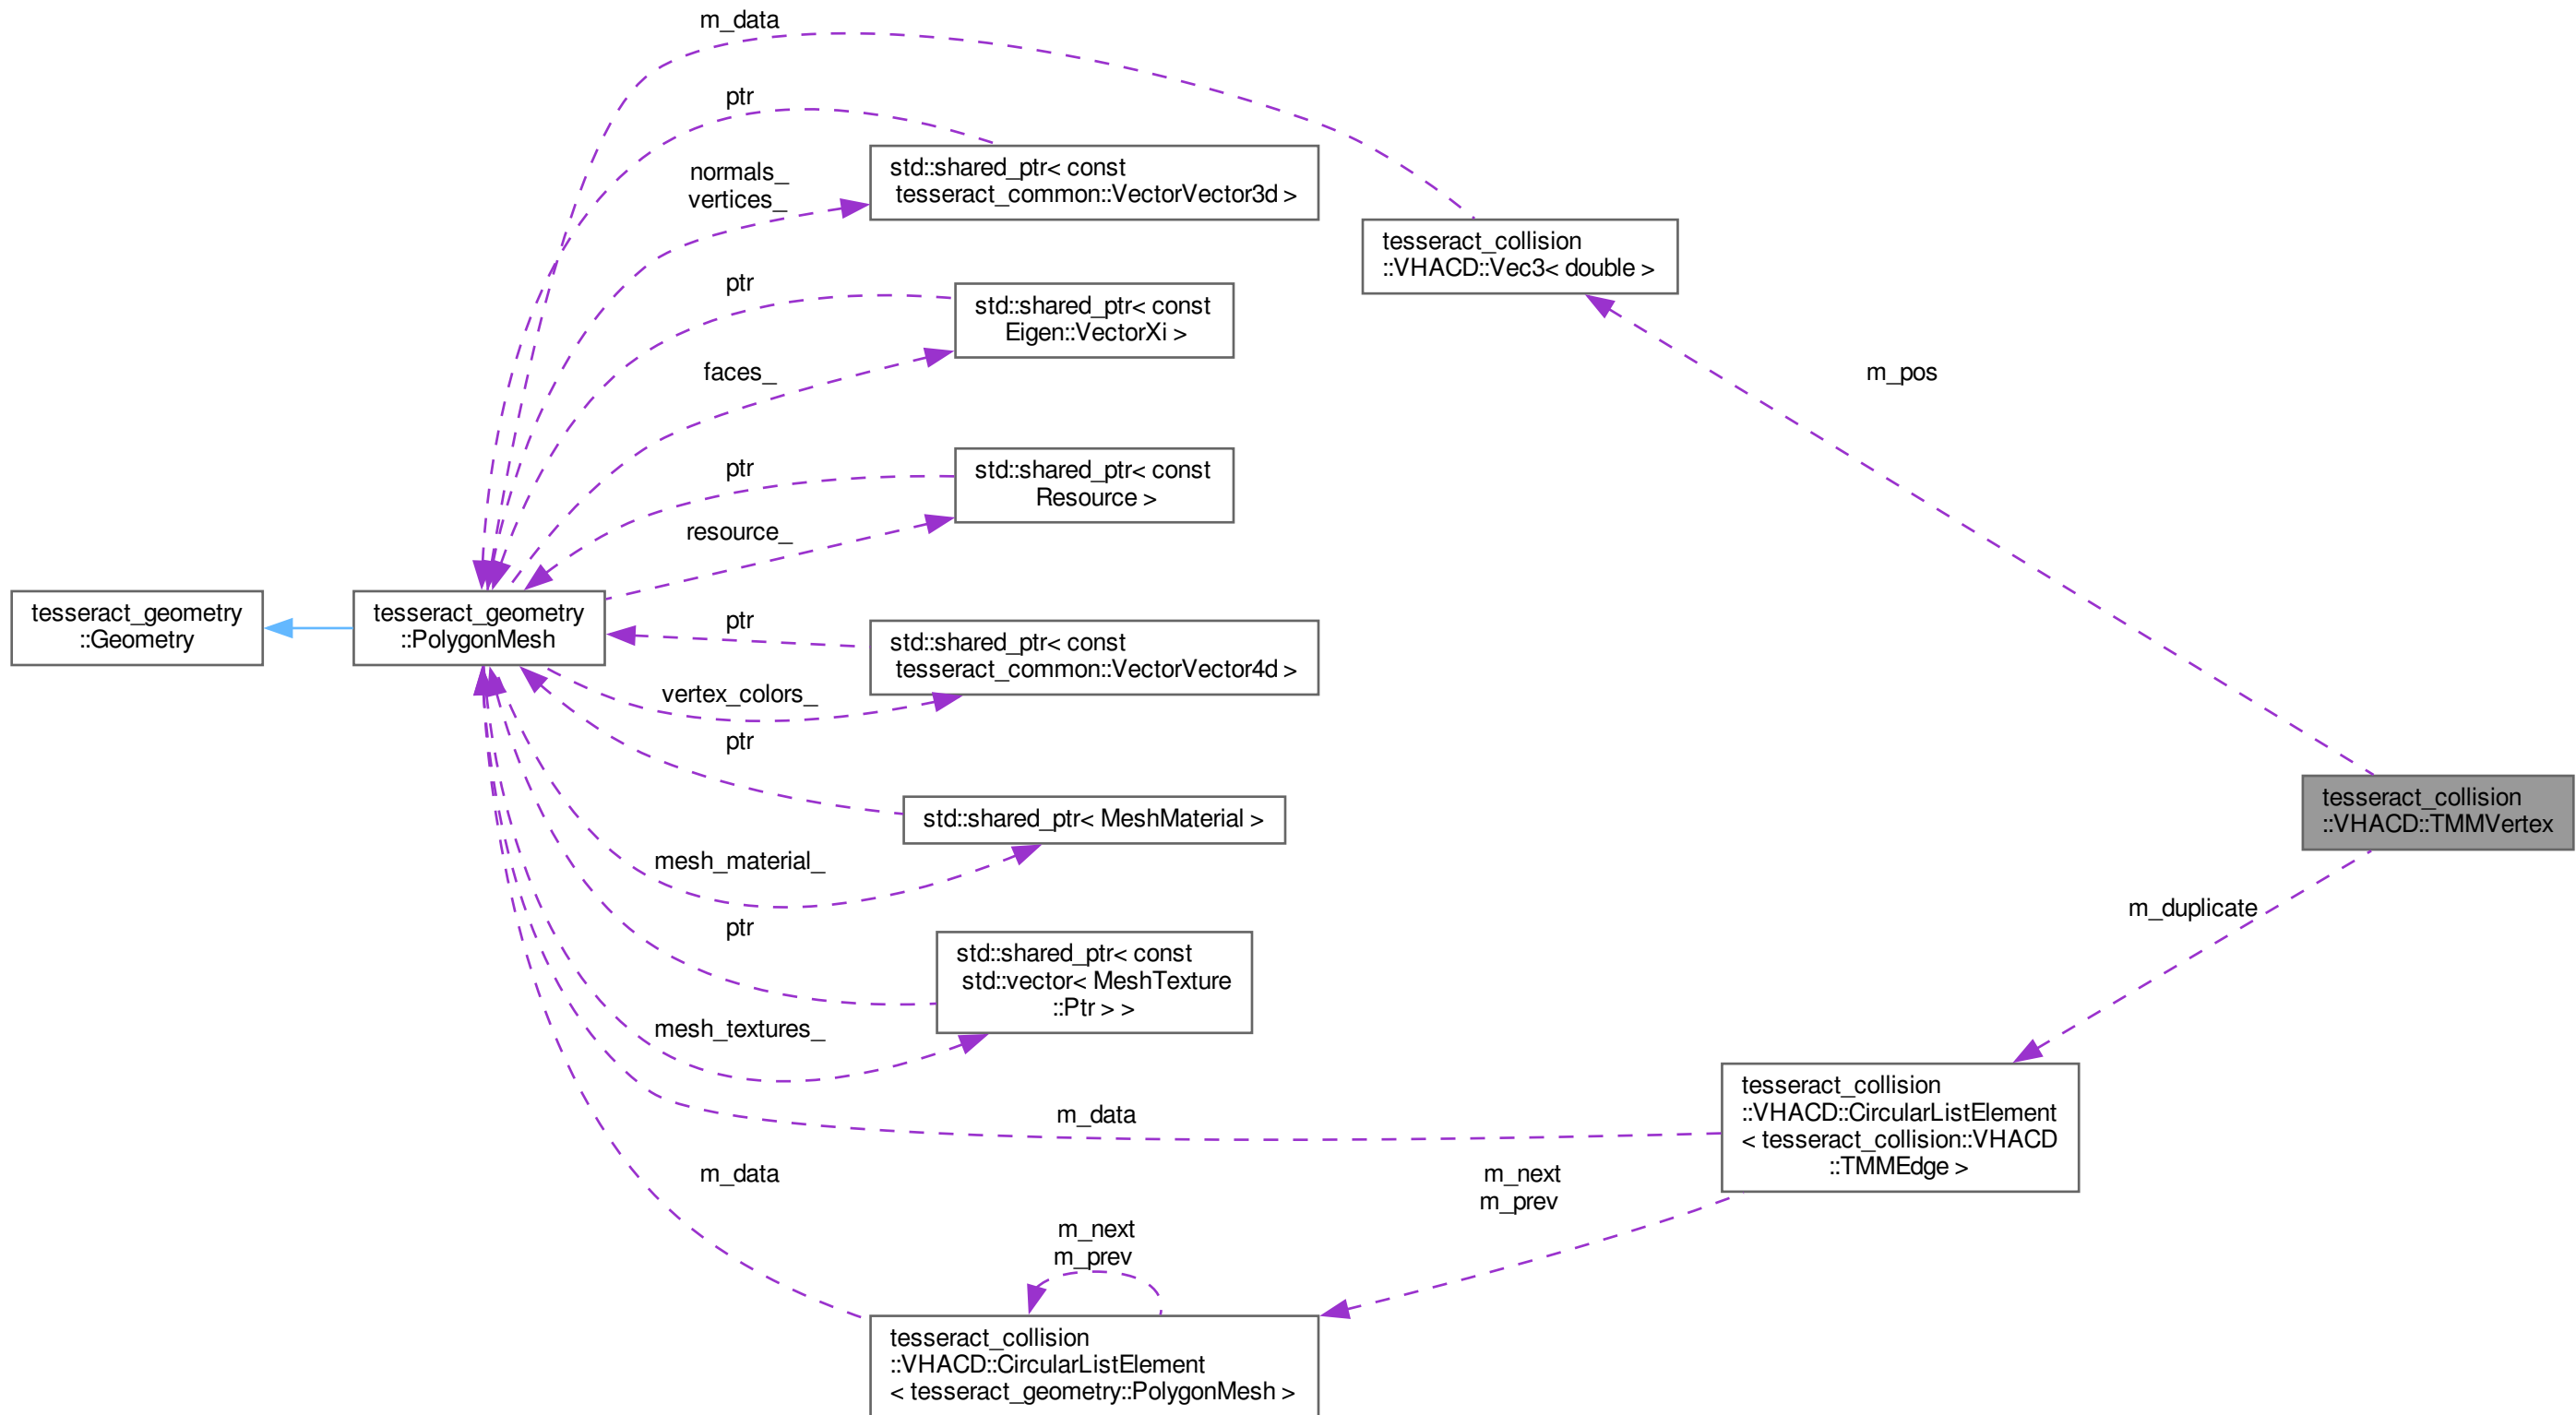 m_data
ptr
std::shared_ptr< const
tesseract_common::VectorVector3d >
normals_
vertices_
tesseract_collision
::VHACD::Vec3< double >
ptr
std::shared_ptr< const
Eigen::VectorXi >
faces_
m_pos
ptr
std::shared_ptr< const
Resource >
resource_
tesseract_geometry
::Geometry
tesseract_geometry
::PolygonMesh
ptr
std::shared_ptr< const
tesseract_common::VectorVector4d >
vertex_colors_
ptr
std::shared_ptr< MeshMaterial >
tesseract_collision
::VHACD::TMMVertex
mesh_material_
m_duplicate
ptr
std::shared_ptr< const
std::vector< MeshTexture
::Ptr > >
mesh_textures_
tesseract_collision
::VHACD::CircularListElement
< tesseract_collision::VHACD
::TMMEdge >
m_data
m_data
m_next
m_prev
m_next
m_prev
tesseract_collision
::VHACD::CircularListElement
< tesseract_geometry::PolygonMesh >